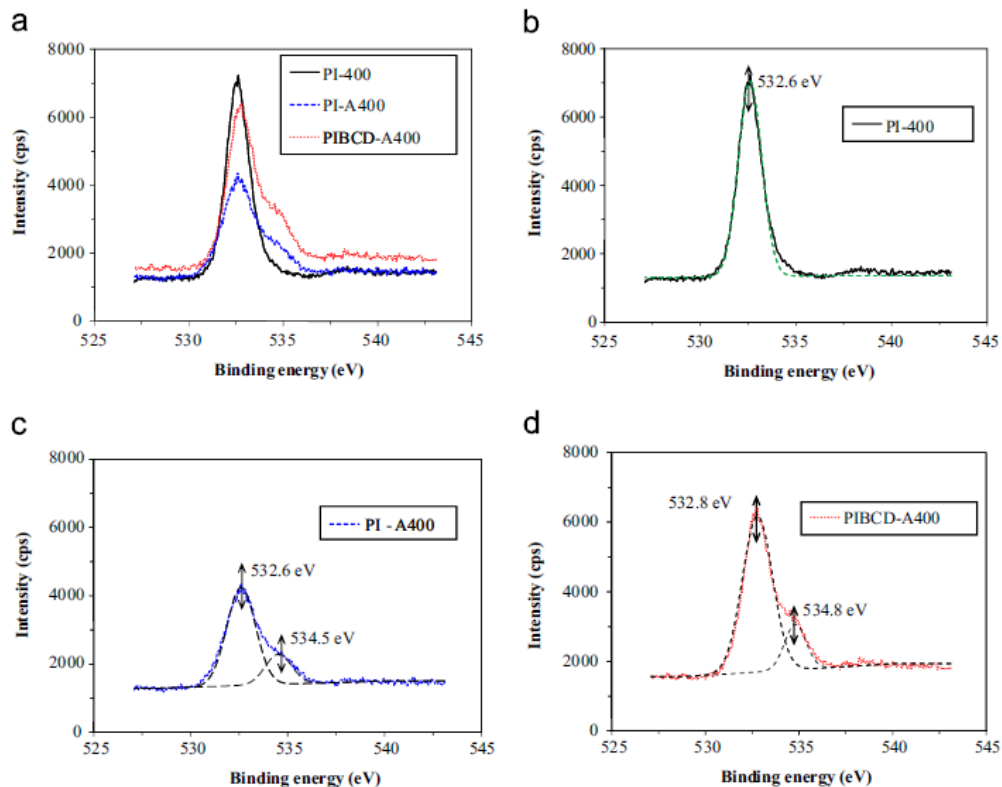 a
8000
6000
4000
2000
0
525 530 535 540 545
Intensity (cps)
Binding energy (eV)
PI-400
PI-A400
PIBCD-A400
b
8000
6000
4000
2000
0
525 530 535 540 545
Intensity (cps)
Binding energy (eV)
532.6 eV
PI-400
c
8000
6000
4000
2000
0
525 530 535 540 545
Intensity (cps)
Binding energy (eV)
532.6 eV
534.5 eV
PI - A400
d
8000
6000
4000
2000
0
525 530 535 540 545
Intensity (cps)
Binding energy (eV)
532.8 eV
534.8 eV
PIBCD-A400